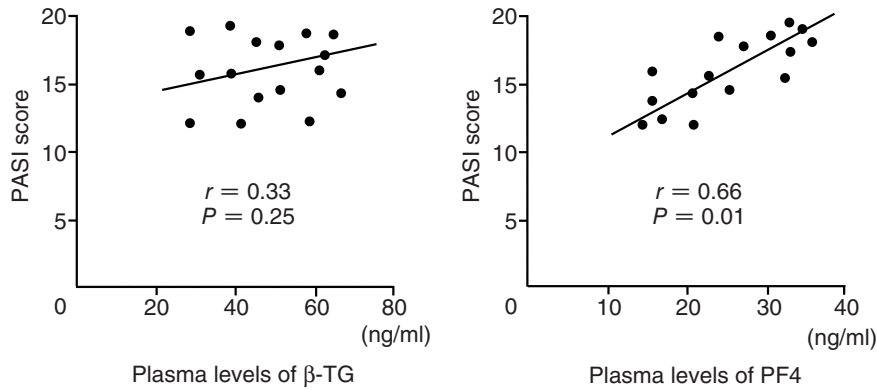 20
15
10
5
0
PASI score
r = 0.33
P = 0.25
20
40
60
80
(ng/ml)
Plasma levels of β-TG
20
15
10
5
0
PASI score
r = 0.66
P = 0.01
10
20
30
40
(ng/ml)
Plasma levels of PF4